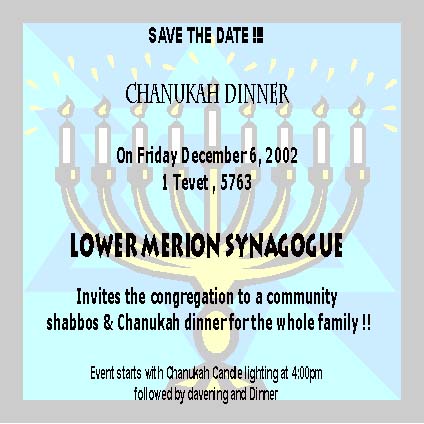 SAVE THE DATE !!!
CHANUKAH DINNER
On Friday December 6, 2002
1 Tevet , 5763
LOWER MERION SYNAGOGUE
Invites the congregation to a community
shabbos & Chanukah dinner for the whole family !!
Event starts with Chanukah Candle lighting at 4:00pm
followed by davening and Dinner